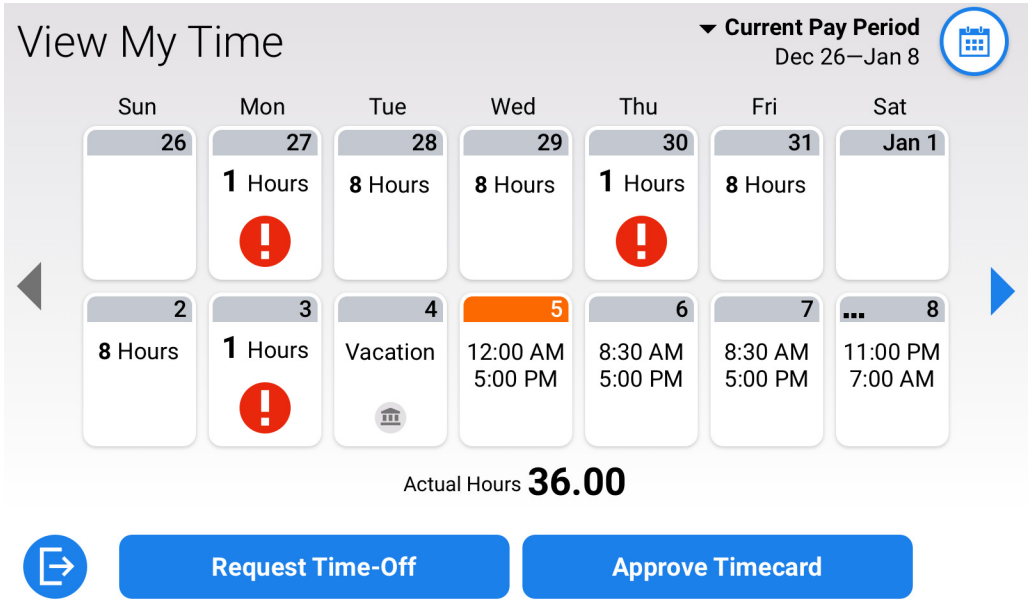 View My Time
Current Pay Period
Dec 26—Jan 8
Sun Mon Tue Wed Thu Fri Sat
26 27 28 29 30 31 Jan 1
1 Hours 8 Hours 8 Hours 1 Hours 8 Hours
2 3 4 5 6 7 ... 8
8 Hours 1 Hours Vacation 12:00 AM 8:30 AM 8:30 AM 11:00 PM
5:00 PM 5:00 PM 5:00 PM 7:00 AM
Actual Hours 36.00
Request Time-Off Approve Timecard